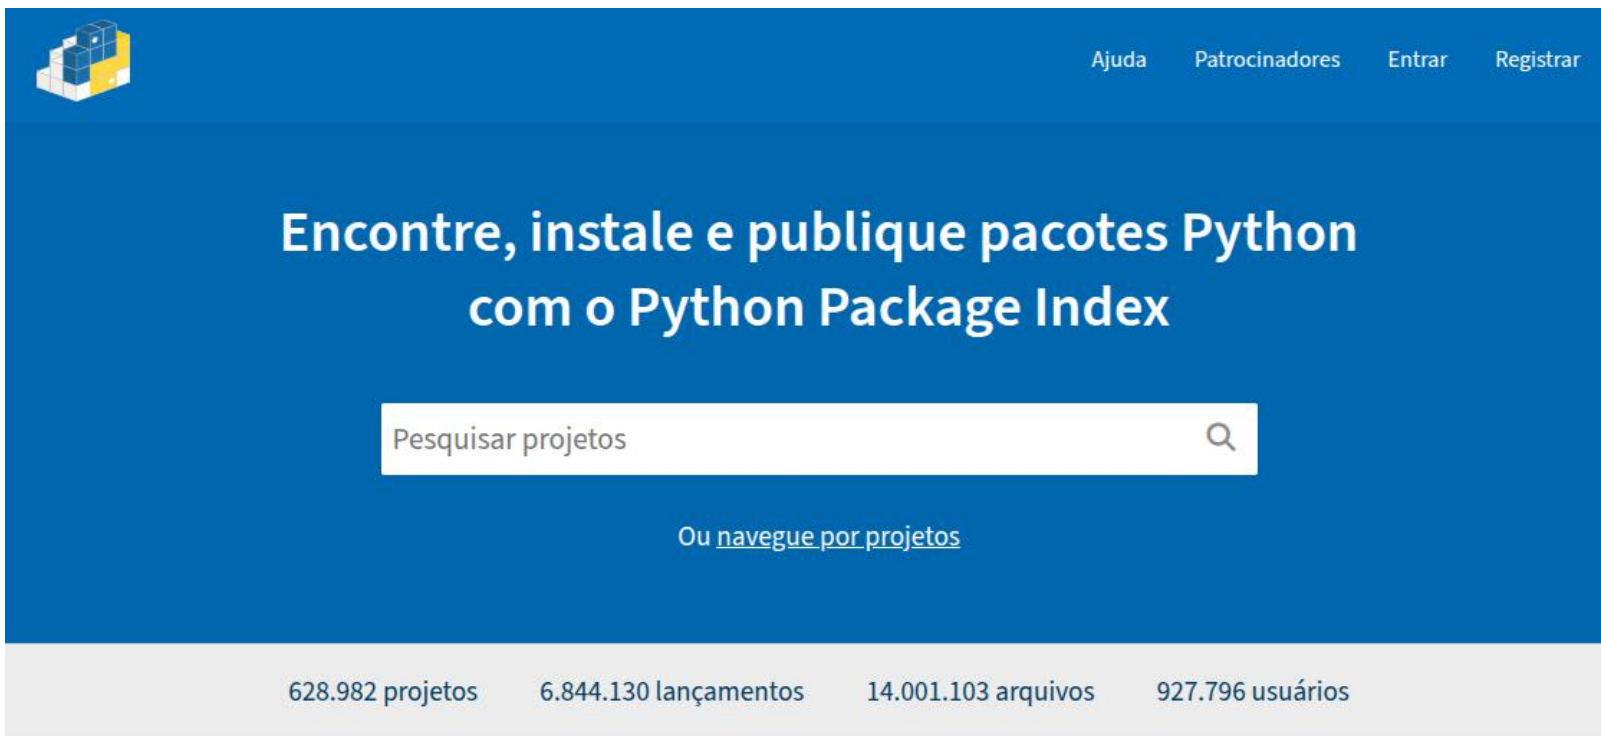 Ajuda Patrocinadores Entrar Registrar
Encontre, instale e publique pacotes Python
com o Python Package Index
Pesquisar projetos
Ou navegue por projetos
628.982 projetos 6.844.130 lançamentos 14.001.103 arquivos 927.796 usuários